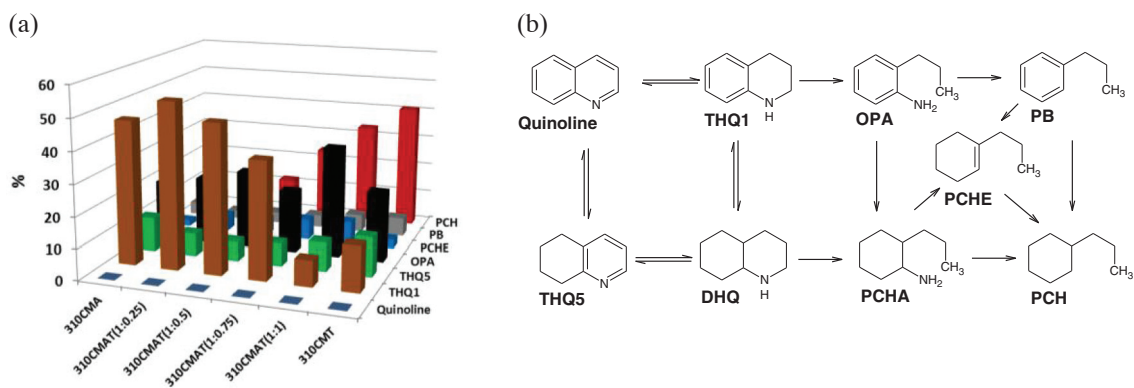 (a)
60
50
40
30
20
10
0
%
310CMA
310CMAT(1:0.25)
310CMAT(1:0.5)
310CMAT(1:0.75)
310CMAT(1:1)
310CMT
PCH
PB
PCHE
OPA
THQ5
THQ1
Quinoline
(b)
N
Quinoline
N
H
THQ1
CH3
NH2
OPA
CH3
PB
CH3
PCHE
N
THQ5
N
H
DHQ
CH3
NH2
PCHA
CH3
PCH